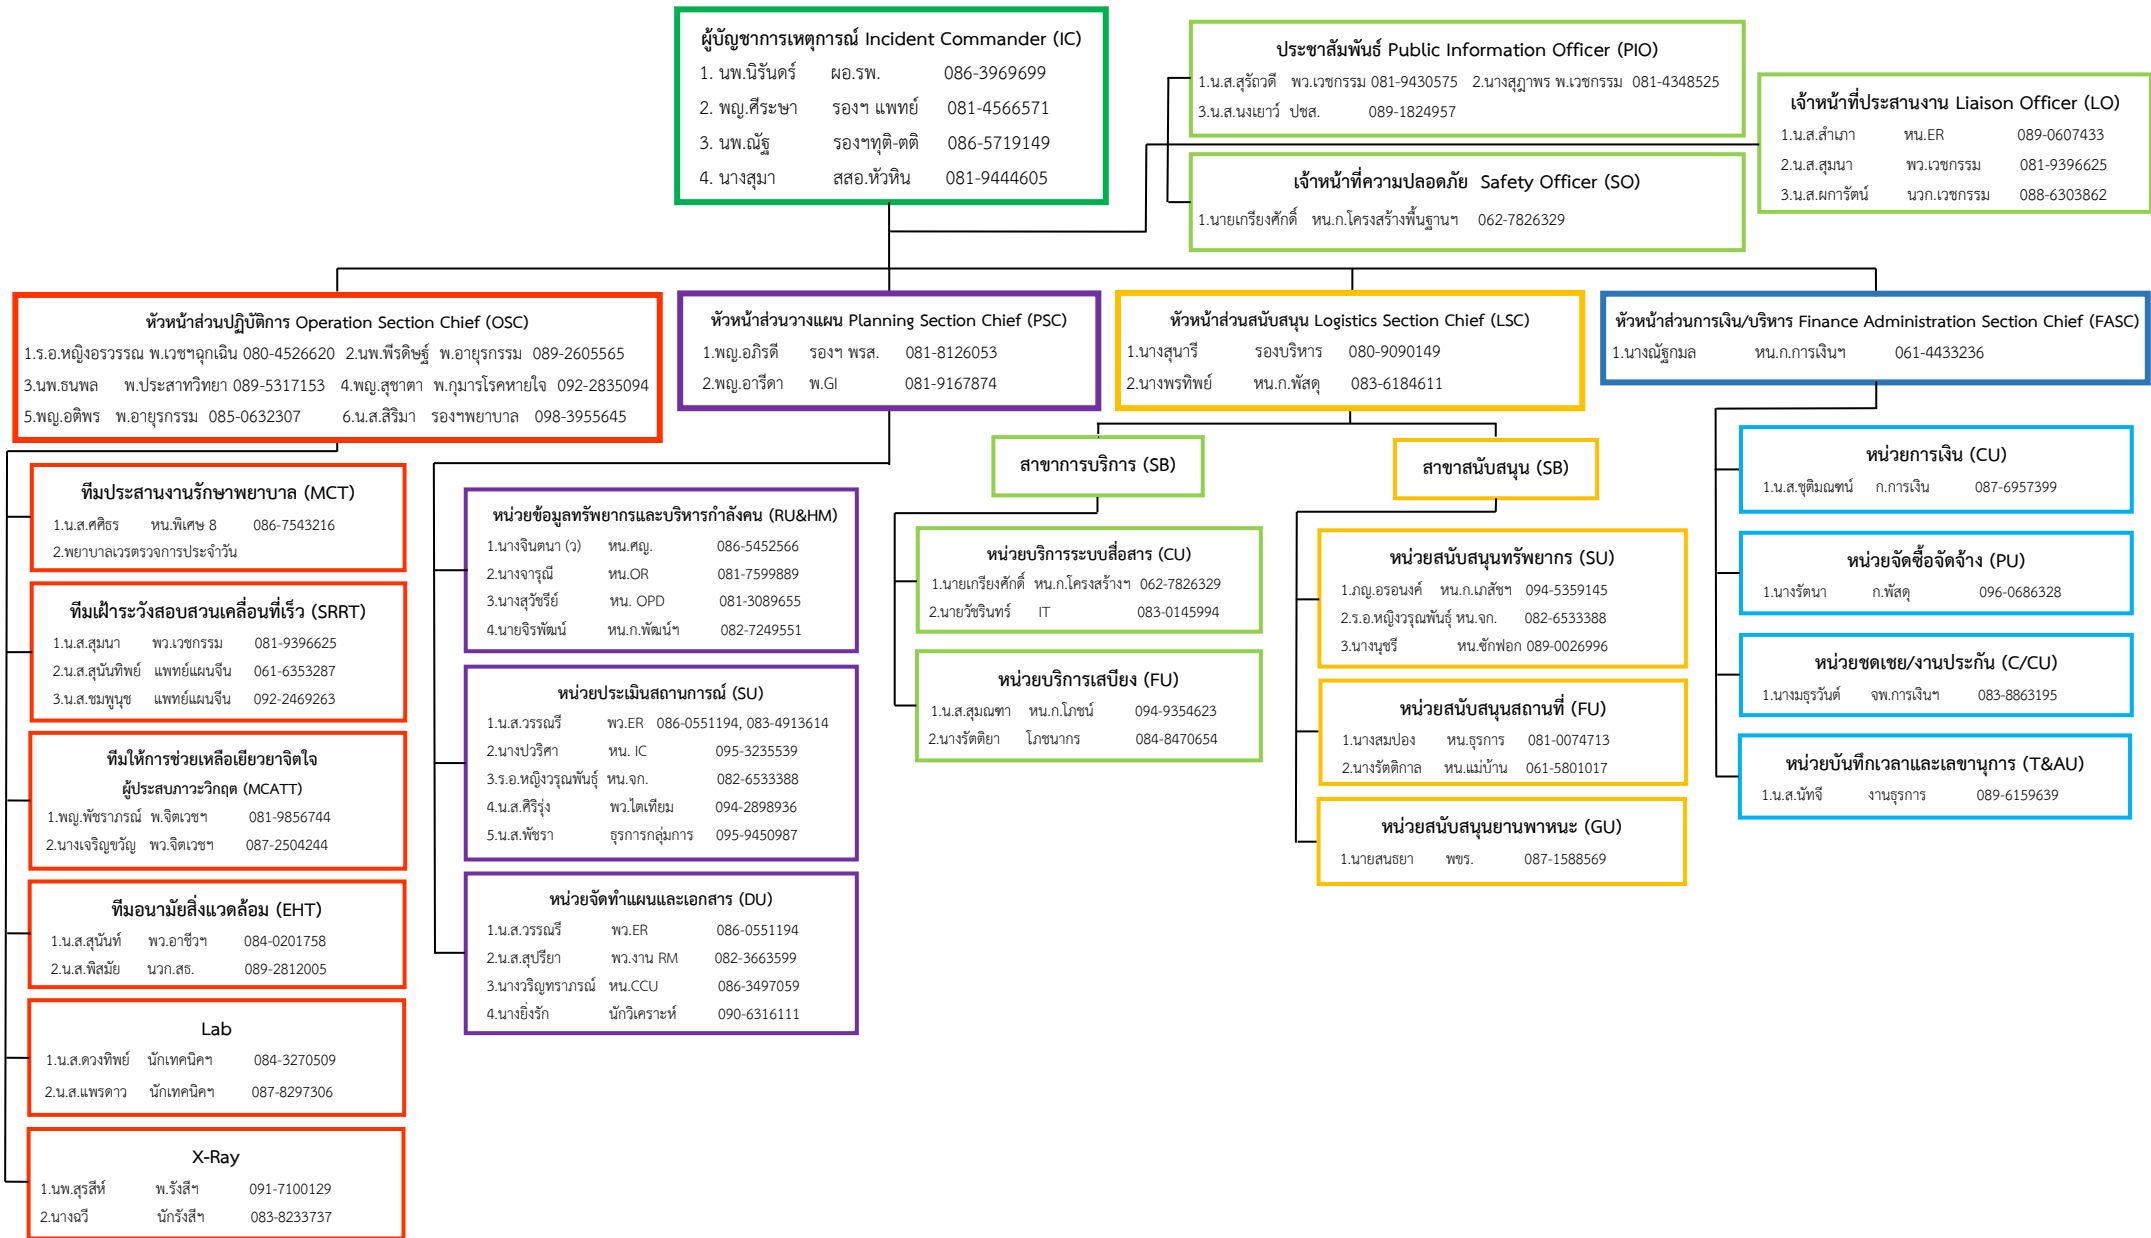 ผู้บัญชาการเหตุการณ์ Incident Commander (IC)
1. นพ.นิรันดร์ ผอ.รพ. 086-3969699
2. พญ.ศีระษา รองฯ แพทย์ 081-4566571
3. นพ.ณัฐ รองฯทุติ-ตติ 086-5719149
4. นางสุมา สสอ.หัวหิน 081-9444605
ประชาสัมพันธ์ Public Information Officer (PIO)
1.น.ส.สุรัถวดี พว.เวชกรรม 081-9430575 2.นางสุฎาพร พ.เวชกรรม 081-4348525
3.น.ส.นงเยาว์ ปชส. 089-1824957
เจ้าหน้าที่ความปลอดภัย Safety Officer (SO)
1.นายเกรียงศักดิ์ หน.ก.โครงสร้างพื้นฐานฯ 062-7826329
เจ้าหน้าที่ประสานงาน Liaison Officer (LO)
1.น.ส.สำเภา หน.ER 089-0607433
2.น.ส.สุมนา พว.เวชกรรม 081-9396625
3.น.ส.ผการัตน์ นวก.เวชกรรม 088-6303862
หัวหน้าส่วนปฏิบัติการ Operation Section Chief (OSC)
1.ร.อ.หญิงอรวรรณ พ.เวชฯฉุกเฉิน 080-4526620 2.นพ.พีรดิษฐ์ พ.อายุรกรรม 089-2605565
3.นพ.ธนพล พ.ประสาทวิทยา 089-5317153 4.พญ.สุชาตา พ.กุมารโรคหายใจ 092-2835094
5.พญ.อติพร พ.อายุรกรรม 085-0632307 6.น.ส.สิริมา รองฯพยาบาล 098-3955645
ทีมประสานงานรักษาพยาบาล (MCT)
1.น.ส.ศศิธร หน.พิเศษ 8 086-7543216
2.พยาบาลเวรตรวจการประจำวัน
ทีมเฝ้าระวังสอบสวนเคลื่อนที่เร็ว (SRRT)
1.น.ส.สุมนา พว.เวชกรรม 081-9396625
2.น.ส.สุนันทิพย์ แพทย์แผนจีน 061-6353287
3.น.ส.ชมพูนุช แพทย์แผนจีน 092-2469263
ทีมให้การช่วยเหลือเยียวยาจิตใจ
ผู้ประสบภาวะวิกฤต (MCATT)
1.พญ.พัชราภรณ์ พ.จิตเวชฯ 081-9856744
2.นางเจริญขวัญ พว.จิตเวชฯ 087-2504244
ทีมอนามัยสิ่งแวดล้อม (EHT)
1.น.ส.สุนันท์ พว.อาชีวฯ 084-0201758
2.น.ส.พิสมัย นวก.สธ. 089-2812005
Lab
1.น.ส.ดวงทิพย์ นักเทคนิคฯ 084-3270509
2.น.ส.แพรดาว นักเทคนิคฯ 087-8297306
X-Ray
1.นพ.สุรสีห์ พ.รังสีฯ 091-7100129
2.นางฉวี นักรังสีฯ 083-8233737
หัวหน้าส่วนวางแผน Planning Section Chief (PSC)
1.พญ.อภิรดี รองฯ พรส. 081-8126053
2.พญ.อารีดา พ.GI 081-9167874
หน่วยข้อมูลทรัพยากรและบริหารกำลังคน (RU&HM)
1.นางจินตนา (ว) หน.ศญ. 086-5452566
2.นางจารุณี หน.OR 081-7599889
3.นางสุวัชรีย์ หน. OPD 081-3089655
4.นายจิรพัฒน์ หน.ก.พัฒน์ฯ 082-7249551
หน่วยประเมินสถานการณ์ (SU)
1.น.ส.วรรณรี พว.ER 086-0551194, 083-4913614
2.นางปวริศา หน. IC 095-3235539
3.ร.อ.หญิงวรุณพันธุ์ หน.จก. 082-6533388
4.น.ส.ศิริรุ่ง พว.ไตเทียม 094-2898936
5.น.ส.พัชรา ธุรการกลุ่มการ 095-9450987
หน่วยจัดทำแผนและเอกสาร (DU)
1.น.ส.วรรณรี พว.ER 086-0551194
2.น.ส.สุปรียา พว.งาน RM 082-3663599
3.นางวริญทราภรณ์ หน.CCU 086-3497059
4.นางยิ่งรัก นักวิเคราะห์ 090-6316111
หัวหน้าส่วนสนับสนุน Logistics Section Chief (LSC)
1.นางสุนารี รองบริหาร 080-9090149
2.นางพรทิพย์ หน.ก.พัสดุ 083-6184611
สาขาการบริการ (SB)
หน่วยบริการระบบสื่อสาร (CU)
1.นายเกรียงศักดิ์ หน.ก.โครงสร้างฯ 062-7826329
2.นายวัชรินทร์ IT 083-0145994
หน่วยบริการเสบียง (FU)
1.น.ส.สุมณฑา หน.ก.โภชน์ 094-9354623
2.นางรัตติยา โภชนากร 084-8470654
สาขาสนับสนุน (SB)
หน่วยสนับสนุนทรัพยากร (SU)
1.ภญ.อรอนงค์ หน.ก.เภสัชฯ 094-5359145
2.ร.อ.หญิงวรุณพันธุ์ หน.จก. 082-6533388
3.นางนุชรี หน.ซักฟอก 089-0026996
หน่วยสนับสนุนสถานที่ (FU)
1.นางสมปอง หน.ธุรการ 081-0074713
2.นางรัตติกาล หน.แม่บ้าน 061-5801017
หน่วยสนับสนุนยานพาหนะ (GU)
1.นายสนธยา พขร. 087-1588569
หัวหน้าส่วนการเงิน/บริหาร Finance Administration Section Chief (FASC)
1.นางณัฐกมล หน.ก.การเงินฯ 061-4433236
หน่วยการเงิน (CU)
1.น.ส.ชุติมณฑน์ ก.การเงิน 087-6957399
หน่วยจัดซื้อจัดจ้าง (PU)
1.นางรัตนา ก.พัสดุ 096-0686328
หน่วยชดเชย/งานประกัน (C/CU)
1.นางมธุรวันต์ จพ.การเงินฯ 083-8863195
หน่วยบันทึกเวลาและเลขานุการ (T&AU)
1.น.ส.นัทจี งานธุรการ 089-6159639